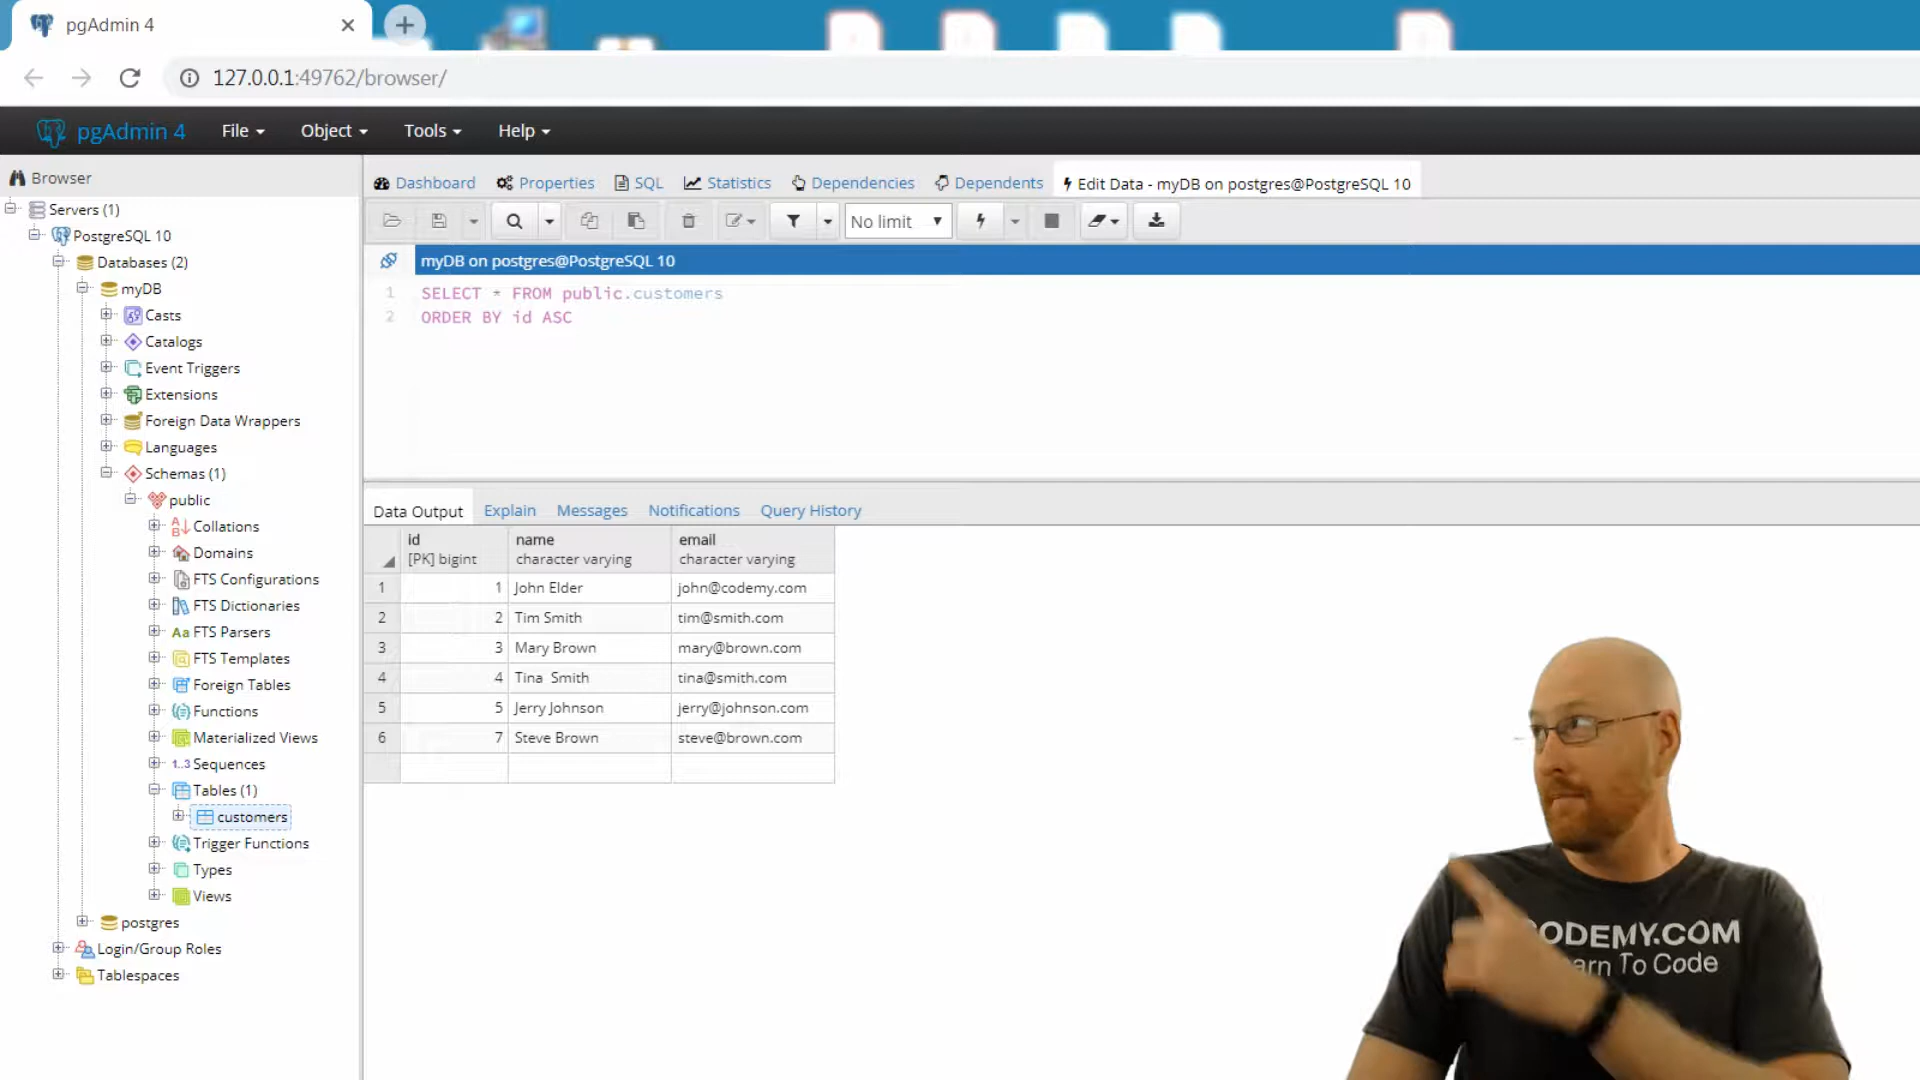 pgAdmin 4
127.0.0.1:49762/browser/
pgAdmin 4 File Object Tools Help
Browser
Servers (1)
PostgreSQL 10
Databases (2)
myDB
Casts
Catalogs
Event Triggers
Extensions
Foreign Data Wrappers
Languages
Schemas (1)
public
Collations
Domains
FTS Configurations
FTS Dictionaries
Aa FTS Parsers
FTS Templates
Foreign Tables
Functions
Materialized Views
1..3 Sequences
Tables (1)
customers
Trigger Functions
Types
Views
postgres
Login/Group Roles
Tablespaces
Dashboard Properties SQL Statistics Dependencies Dependents Edit Data - myDB on postgres@PostgreSQL 10
No limit
myDB on postgres@PostgreSQL 10
1 SELECT * FROM public.customers
2 ORDER BY id ASC
Data Output Explain Messages Notifications Query History
id name email
[PK] bigint character varying character varying
1 1 John Elder john@codemy.com
2 2 Tim Smith tim@smith.com
3 3 Mary Brown mary@brown.com
4 4 Tina  Smith tina@smith.com
5 5 Jerry Johnson jerry@johnson.com
6 7 Steve Brown steve@brown.com
CODEMY.COM
arn To Code